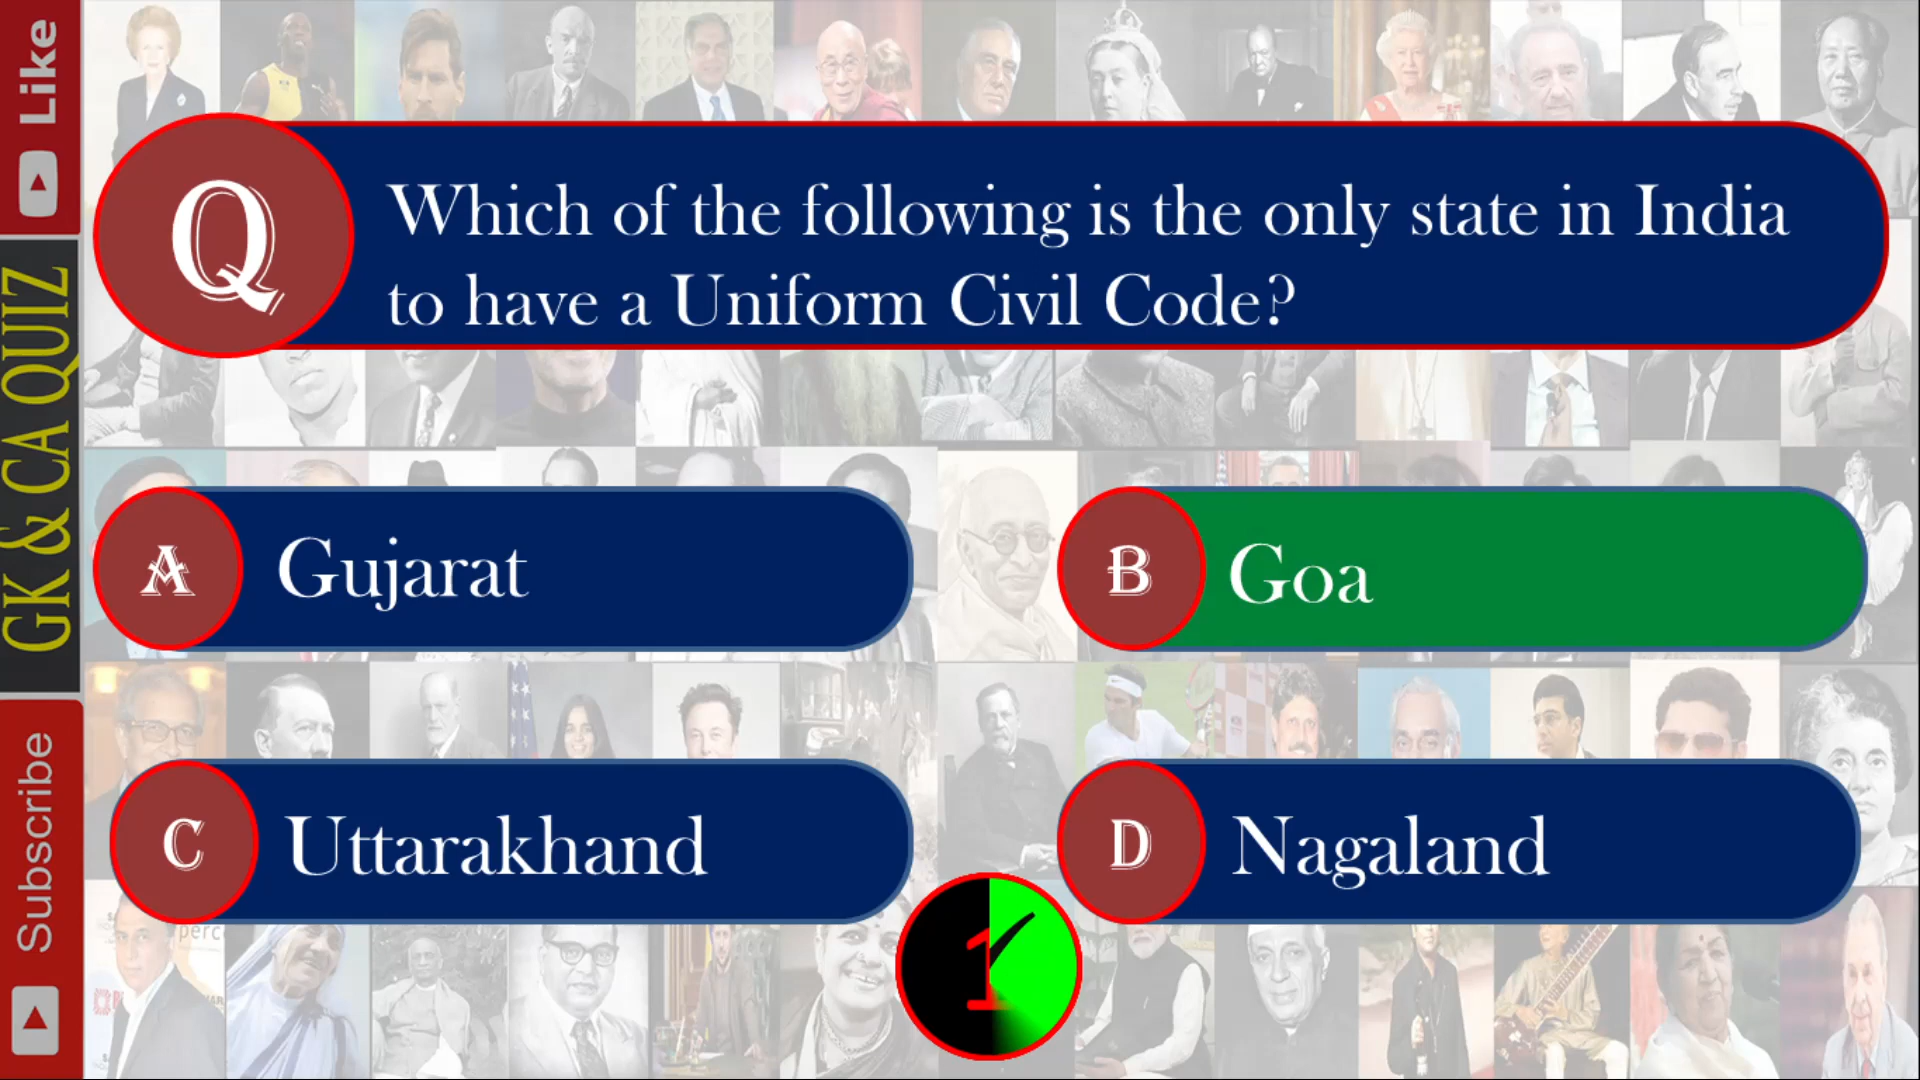 Like
GK & CA QUIZ
Subscribe
Q
Which of the following is the only state in India
to have a Uniform Civil Code?
A Gujarat
B Goa
C Uttarakhand
D Nagaland
1
perc